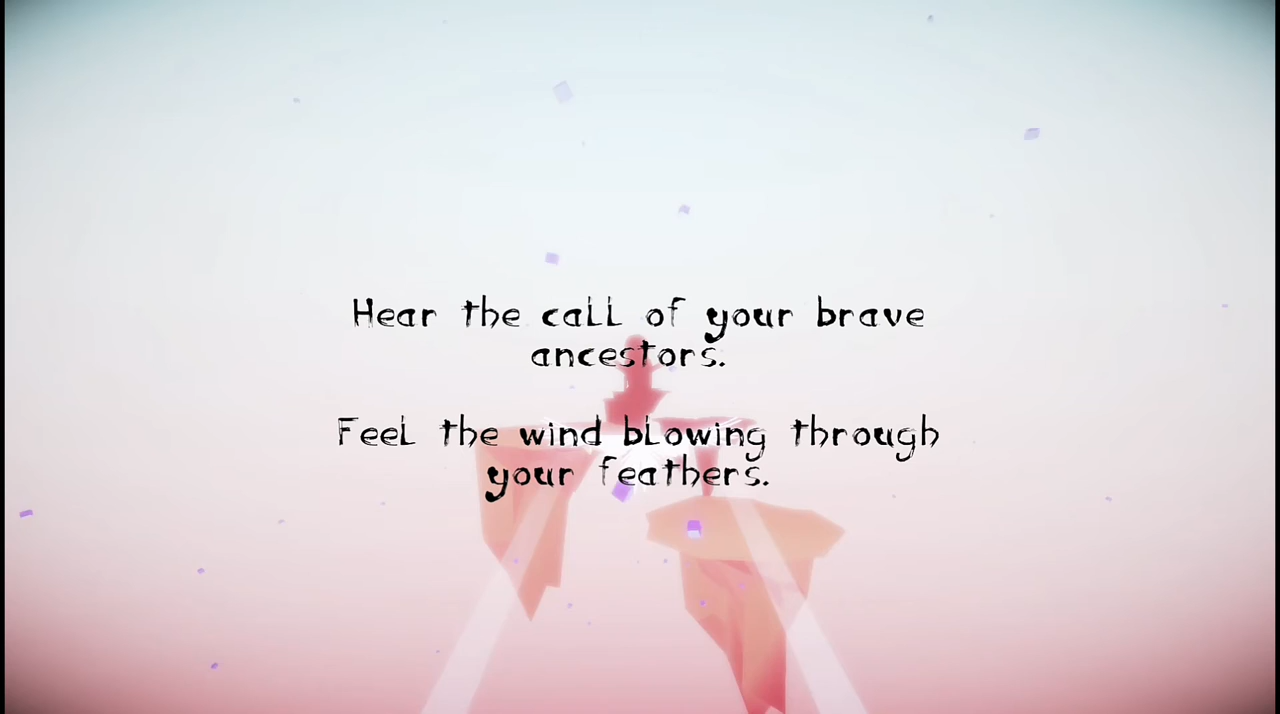 Hear the call of your brave
ancestors.
Feel the wind blowing through
your feathers.